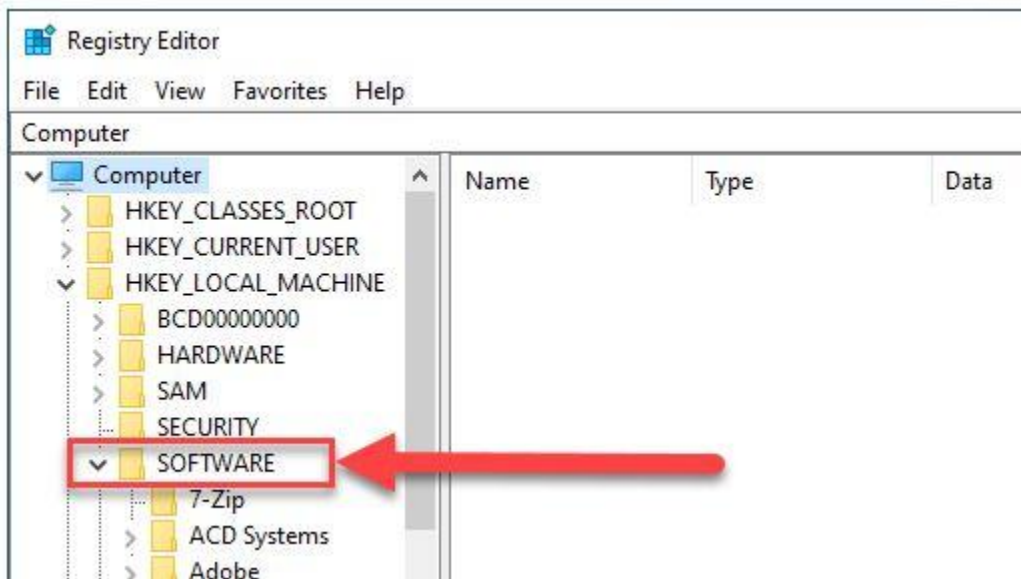 Registry Editor
File Edit View Favorites Help
Computer
Computer
HKEY_CLASSES_ROOT
HKEY_CURRENT_USER
HKEY_LOCAL_MACHINE
BCD00000000
HARDWARE
SAM
SECURITY
SOFTWARE
7-Zip
ACD Systems
Adobe
Name Type Data